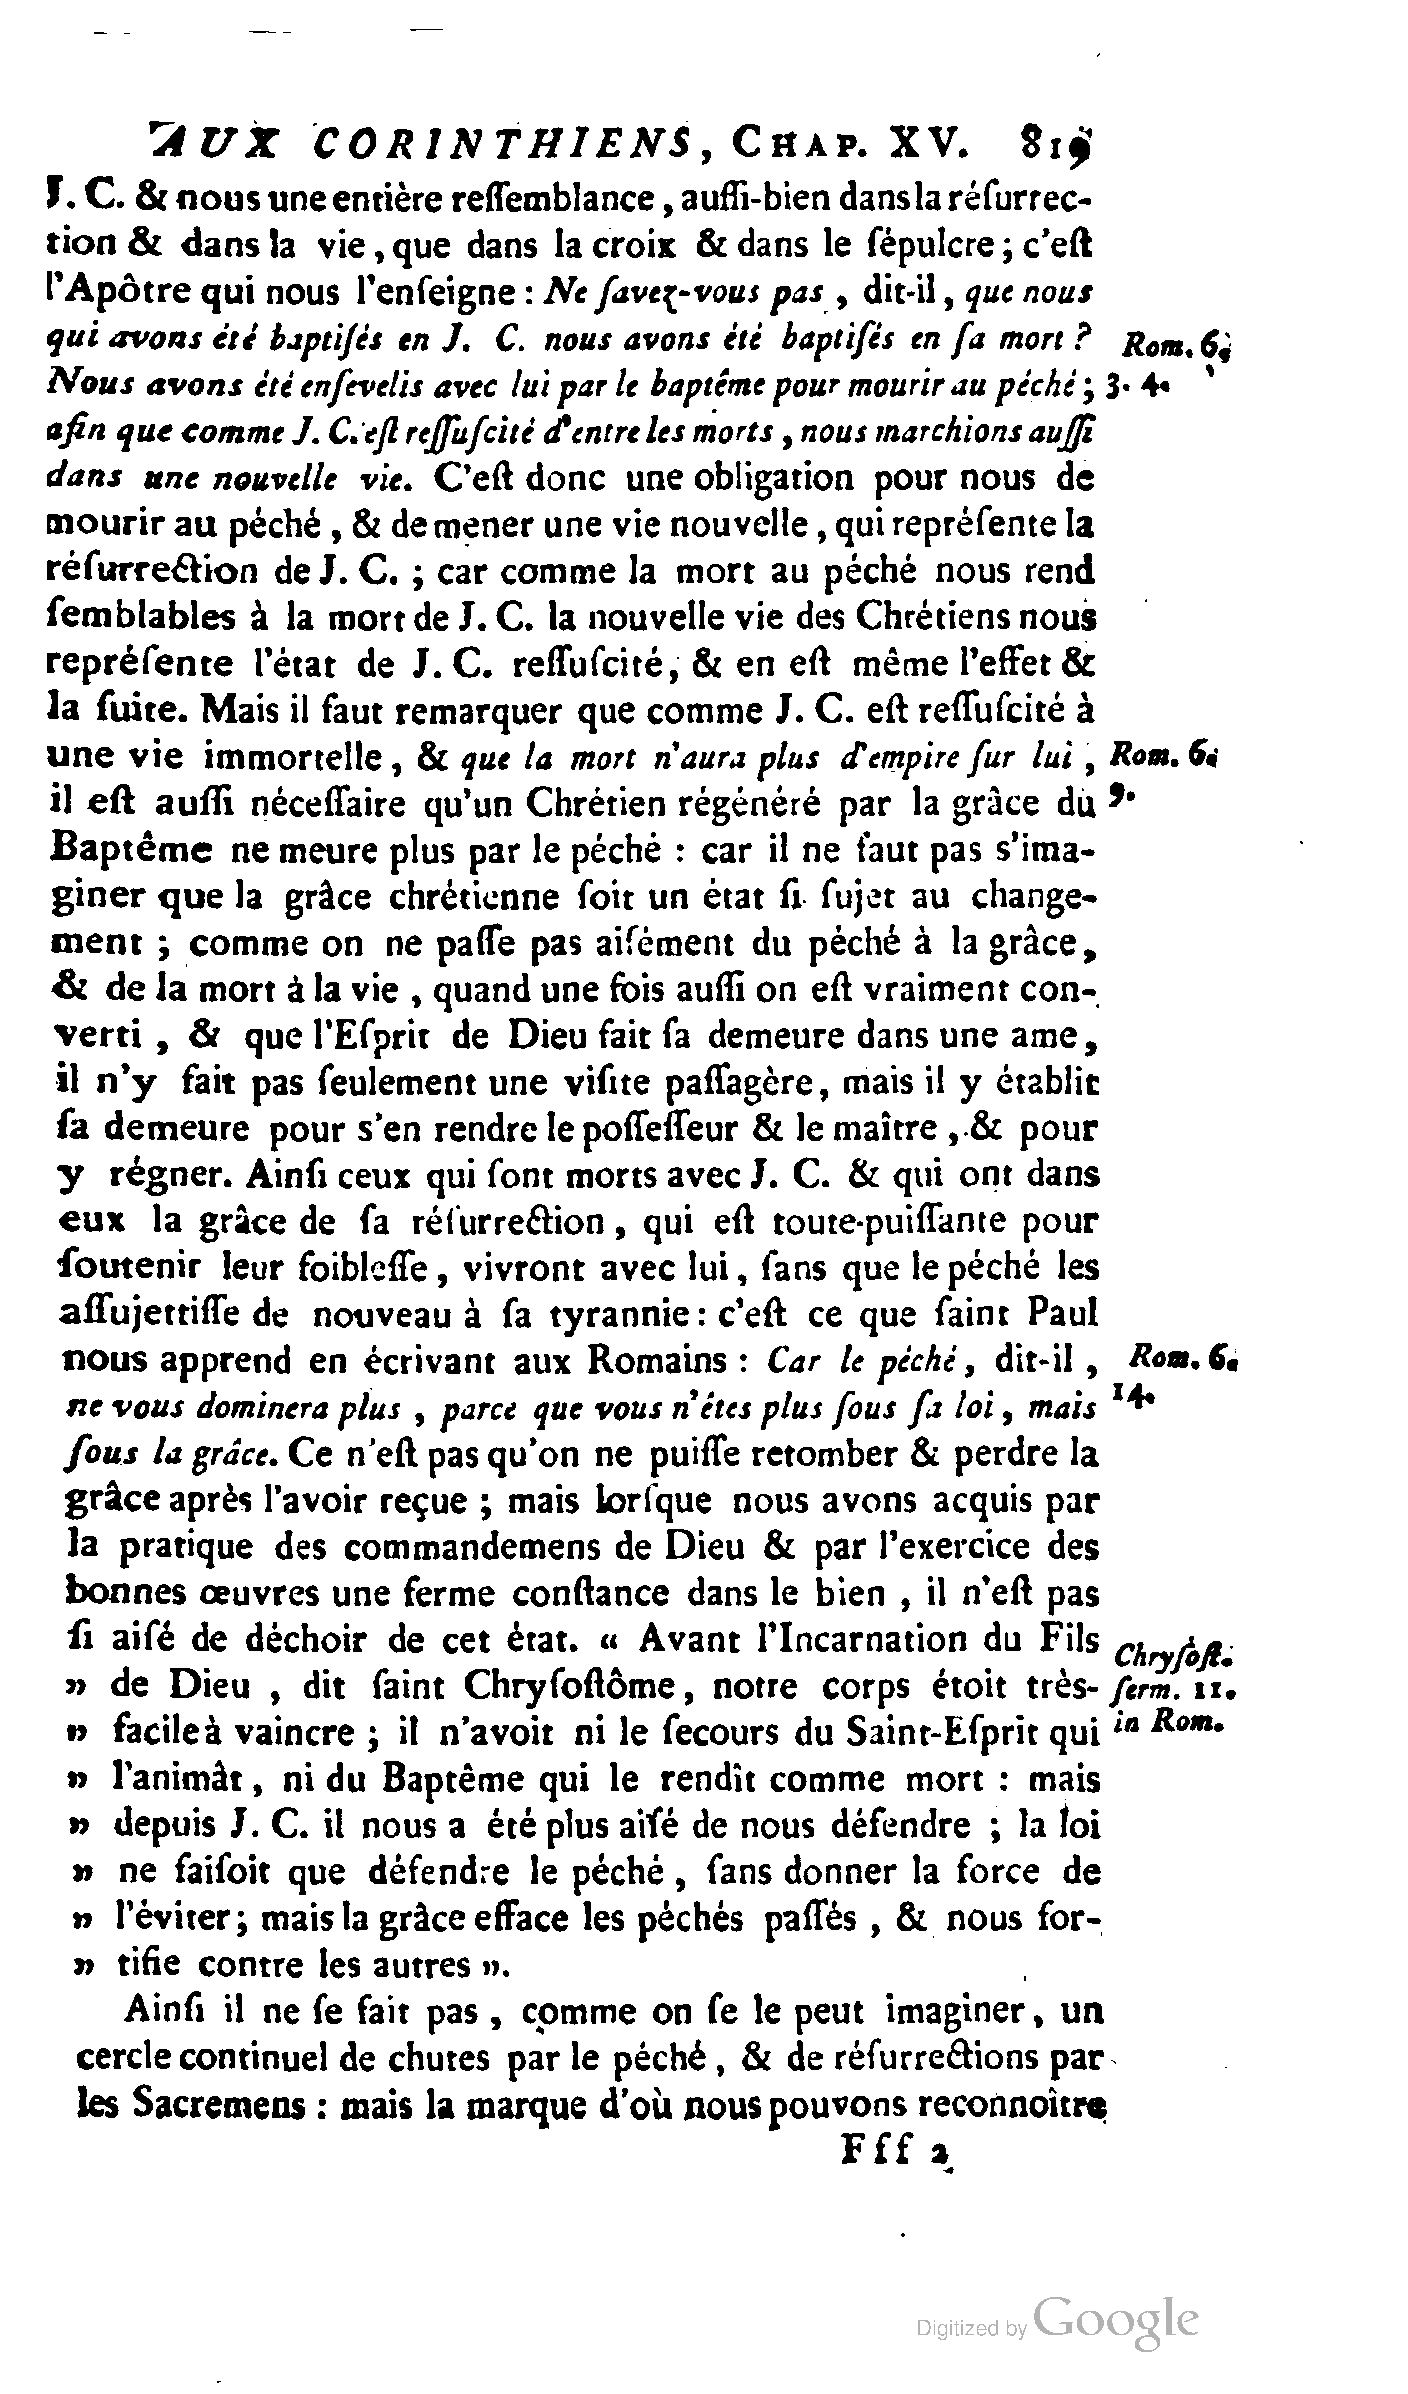 AUX CORINTHIENS, CHAP. XV. 819
J. C. & nous une entière reſſemblance, auſſi-bien dans la réſurrec-
tion & dans la vie, que dans la croix & dans le ſépulcre; c'eſt
l'Apôtre qui nous l'enſeigne : Ne ſavez-vous pas, dit-il, que nous
qui avons été baptiſés en J. C. nous avons été baptiſés en ſa mort ? Rom. 6.
Nous avons été enſevelis avec lui par le baptême pour mourir au péché; 3. 4.
afin que comme J. C. eſt reſſuſcité d'entre les morts, nous marchions auſſi
dans une nouvelle vie. C'eſt donc une obligation pour nous de
mourir au péché, & de mener une vie nouvelle, qui repréſente la
réſurrection de J. C. ; car comme la mort au péché nous rend
ſemblables à la mort de J. C. la nouvelle vie des Chrétiens nous
repréſente l'état de J. C. reſſuſcité, & en eſt même l'effet &
la ſuite. Mais il faut remarquer que comme J. C. eſt reſſuſcité à
une vie immortelle, & que la mort n'aura plus d'empire ſur lui, Rom. 6.
il eſt auſſi néceſſaire qu'un Chrétien régénéré par la grâce du 9.
Baptême ne meure plus par le péché : car il ne faut pas s'ima-
giner que la grâce chrétienne ſoit un état ſi ſujet au change-
ment ; comme on ne paſſe pas aiſément du péché à la grâce,
& de la mort à la vie, quand une fois auſſi on eſt vraiment con-
verti, & que l'Eſprit de Dieu fait ſa demeure dans une ame,
il n'y fait pas ſeulement une viſite paſſagère, mais il y établit
ſa demeure pour s'en rendre le poſſeſſeur & le maître, & pour
y régner. Ainſi ceux qui ſont morts avec J. C. & qui ont dans
eux la grâce de ſa réſurrection, qui eſt toute-puiſſante pour
ſoutenir leur foibleſſe, vivront avec lui, ſans que le péché les
aſſujettiſſe de nouveau à ſa tyrannie : c'eſt ce que ſaint Paul
nous apprend en écrivant aux Romains : Car le péché, dit-il, Rom. 6.
ne vous dominera plus, parce que vous n'êtes plus ſous ſa loi, mais 14.
ſous la grâce. Ce n'eſt pas qu'on ne puiſſe retomber & perdre la
grâce après l'avoir reçue ; mais lorſque nous avons acquis par
la pratique des commandemens de Dieu & par l'exercice des
bonnes œuvres une ferme conſtance dans le bien, il n'eſt pas
ſi aiſé de déchoir de cet état. « Avant l'Incarnation du Fils Chryſoſt.
» de Dieu, dit ſaint Chryſoſtôme, notre corps étoit très- ſerm. 11.
» facile à vaincre ; il n'avoit ni le ſecours du Saint-Eſprit qui in Rom.
» l'animât, ni du Baptême qui le rendît comme mort : mais
» depuis J. C. il nous a été plus aiſé de nous défendre ; la loi
» ne faiſoit que défendre le péché, ſans donner la force de
» l'éviter; mais la grâce efface les péchés paſſés, & nous for-
» tifie contre les autres ».
Ainſi il ne ſe fait pas, comme on ſe le peut imaginer, un
cercle continuel de chutes par le péché, & de réſurrections par
les Sacremens : mais la marque d'où nous pouvons reconnoître
Fff 2
Digitized by Google